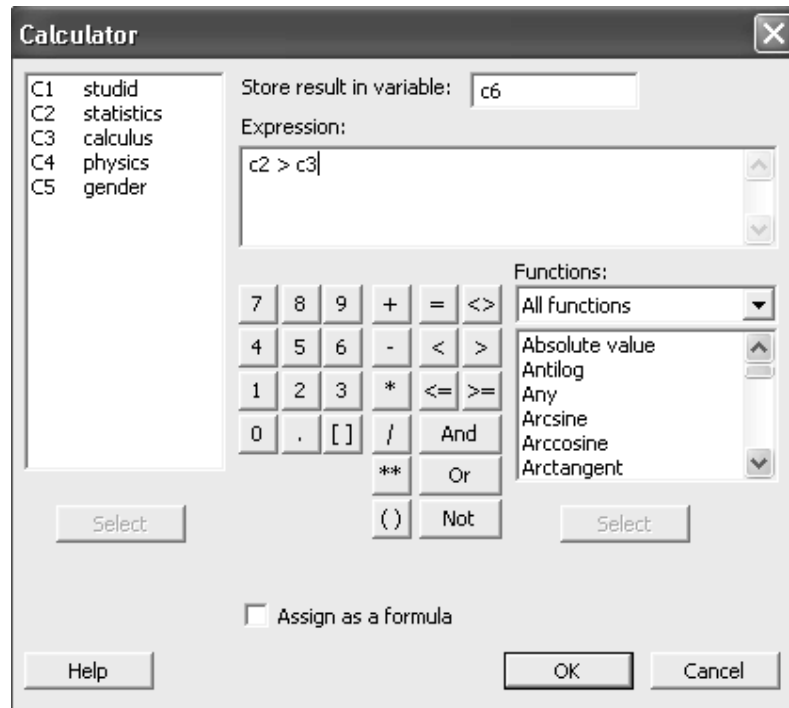 Calculator
C1 studid
C2 statistics
C3 calculus
C4 physics
C5 gender
Select
Store result in variable: c6
Expression:
c2 > c3
7 8 9 + = <>
4 5 6 - < >
1 2 3 * <= >=
0 . [ ] / And
** Or
( ) Not
Functions:
All functions
Absolute value
Antilog
Any
Arcsine
Arccosine
Arctangent
Select
Assign as a formula
Help
OK
Cancel